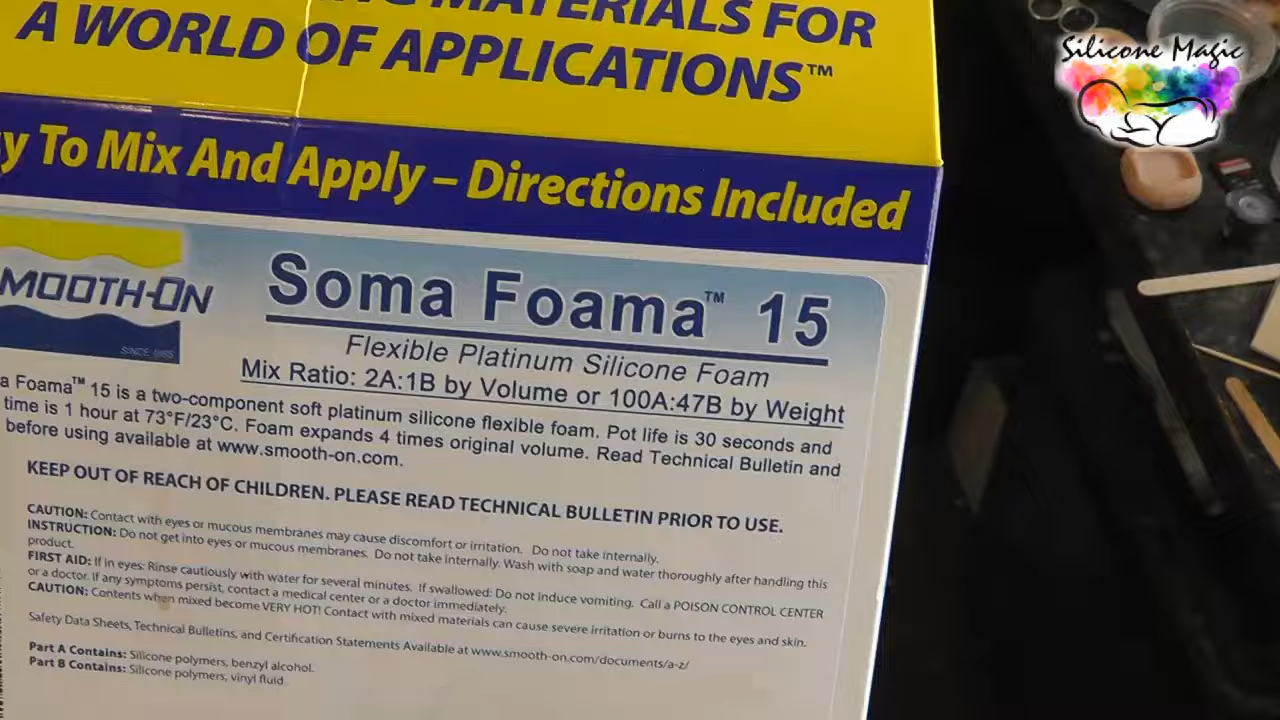 MATERIALS FOR
A WORLD OF APPLICATIONS™
y To Mix And Apply – Directions Included
Silicone Magic
MOOTH-ON
SINCE 1895
Soma Foama™ 15
Flexible Platinum Silicone Foam
Mix Ratio: 2A:1B by Volume or 100A:47B by Weight
a Foama™ 15 is a two-component soft platinum silicone flexible foam. Pot life is 30 seconds and
time is 1 hour at 73°F/23°C. Foam expands 4 times original volume. Read Technical Bulletin and
before using available at www.smooth-on.com.
KEEP OUT OF REACH OF CHILDREN. PLEASE READ TECHNICAL BULLETIN PRIOR TO USE.
CAUTION: Contact with eyes or mucous membranes may cause discomfort or irritation. Do not take internally.
INSTRUCTION: Do not get into eyes or mucous membranes. Do not take internally. Wash with soap and water thoroughly after handling this
product.
FIRST AID: If in eyes: Rinse cautiously with water for several minutes. If swallowed: Do not induce vomiting. Call a POISON CONTROL CENTER
or a doctor. If any symptoms persist, contact a medical center or a doctor immediately.
CAUTION: Contents when mixed become VERY HOT! Contact with mixed materials can cause severe irritation or burns to the eyes and skin.
Safety Data Sheets, Technical Bulletins, and Certification Statements Available at www.smooth-on.com/documents/a-z/
Part A Contains: Silicone polymers, benzyl alcohol.
Part B Contains: Silicone polymers, vinyl fluid.